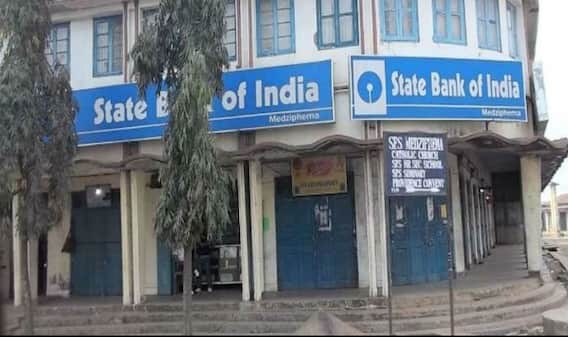 State Bank of India
Medziphema
State Bank of India
Medziphema
SFS MEDZIPHEMA
CATHOLIC CHURCH
SFS HR SEC SCHOOL
SFS SEMINARY
PROVIDENCE CONVENT